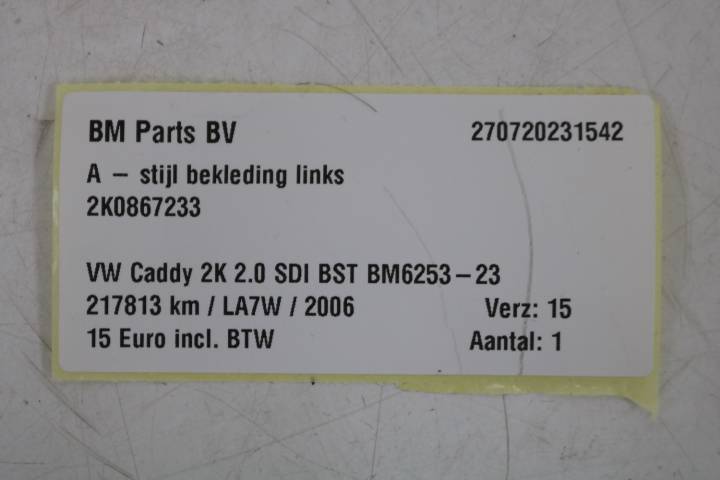 BM Parts BV 270720231542
A – stijl bekleding links
2K0867233
VW Caddy 2K 2.0 SDI BST BM6253–23
217813 km / LA7W / 2006 Verz: 15
15 Euro incl. BTW Aantal: 1